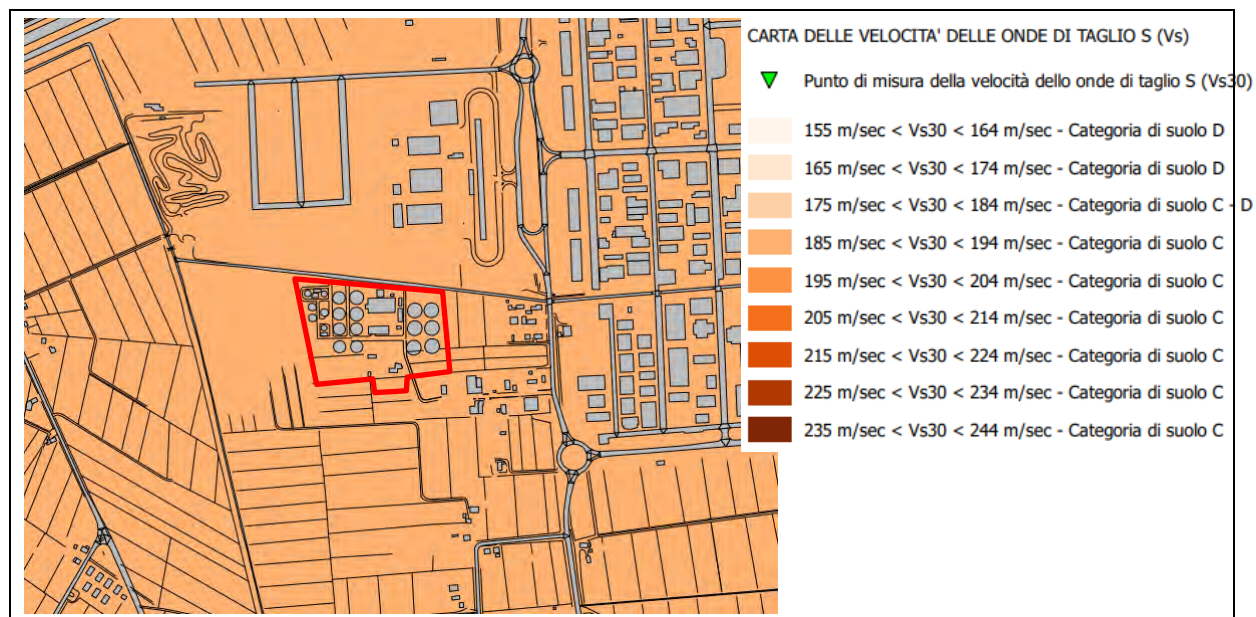 CARTA DELLE VELOCITA' DELLE ONDE DI TAGLIO S (Vs)
Punto di misura della velocità dello onde di taglio S (Vs30)
155 m/sec < Vs30 < 164 m/sec - Categoria di suolo D
165 m/sec < Vs30 < 174 m/sec - Categoria di suolo D
175 m/sec < Vs30 < 184 m/sec - Categoria di suolo C - D
185 m/sec < Vs30 < 194 m/sec - Categoria di suolo C
195 m/sec < Vs30 < 204 m/sec - Categoria di suolo C
205 m/sec < Vs30 < 214 m/sec - Categoria di suolo C
215 m/sec < Vs30 < 224 m/sec - Categoria di suolo C
225 m/sec < Vs30 < 234 m/sec - Categoria di suolo C
235 m/sec < Vs30 < 244 m/sec - Categoria di suolo C